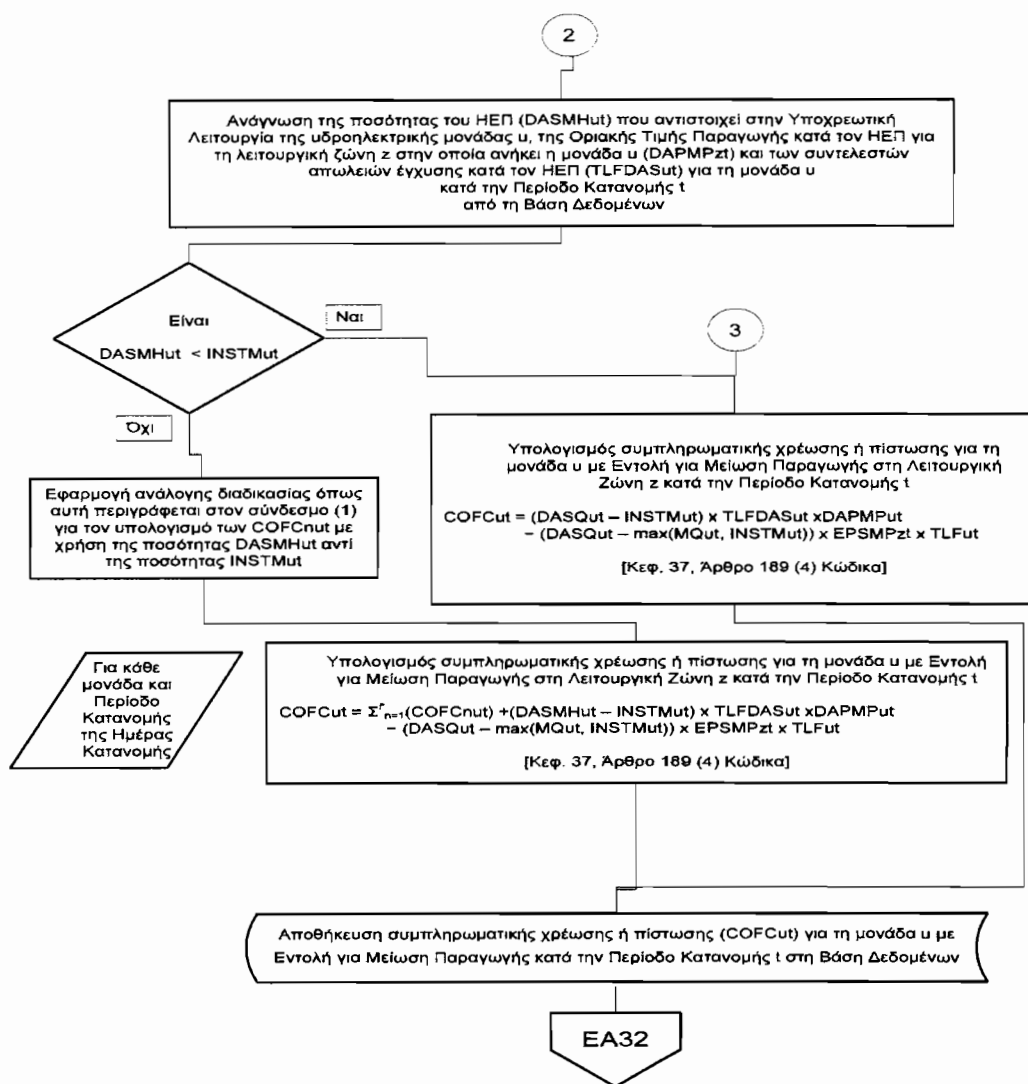 2
Ανάγνωση της ποσότητας του ΗΕΠ (DASMHut) που αντιστοιχεί στην Υποχρεωτική
Λειτουργία της υδροηλεκτρικής μονάδας u, της Οριακής Τιμής Παραγωγής κατά τον ΗΕΠ για
τη λειτουργική ζώνη z στην οποία ανήκει η μονάδα u (DAPMPzt) και των συντελεστών
απωλειών έγχυσης κατά τον ΗΕΠ (TLFDASut) για τη μονάδα u
κατά την Περίοδο Κατανομής t
από τη Βάση Δεδομένων
Είναι
DASMHut < INSTMut
Ναι
3
Όχι
Υπολογισμός συμπληρωματικής χρέωσης ή πίστωσης για τη
μονάδα u με Εντολή για Μείωση Παραγωγής στη Λειτουργική
Ζώνη z κατά την Περίοδο Κατανομής t
COFCut = (DASQut – INSTMut) x TLFDASut xDAPMPut
– (DASQut – max(MQut, INSTMut)) x EPSMPzt x TLFut
[Κεφ. 37, Άρθρο 189 (4) Κώδικα]
Εφαρμογή ανάλογης διαδικασίας όπως
αυτή περιγράφεται στον σύνδεσμο (1)
για τον υπολογισμό των COFCnut με
χρήση της ποσότητας DASMHut αντί
της ποσότητας INSTMut
Για κάθε
μονάδα και
Περίοδο
Κατανομής
της Ημέρας
Κατανομής
Υπολογισμός συμπληρωματικής χρέωσης ή πίστωσης για τη μονάδα u με Εντολή
για Μείωση Παραγωγής στη Λειτουργική Ζώνη z κατά την Περίοδο Κατανομής t
COFCut = Σʳn=1(COFCnut) +(DASMHut – INSTMut) x TLFDASut xDAPMPut
– (DASQut – max(MQut, INSTMut)) x EPSMPzt x TLFut
[Κεφ. 37, Άρθρο 189 (4) Κώδικα]
Αποθήκευση συμπληρωματικής χρέωσης ή πίστωσης (COFCut) για τη μονάδα u με
Εντολή για Μείωση Παραγωγής κατά την Περίοδο Κατανομής t στη Βάση Δεδομένων
ΕΑ32